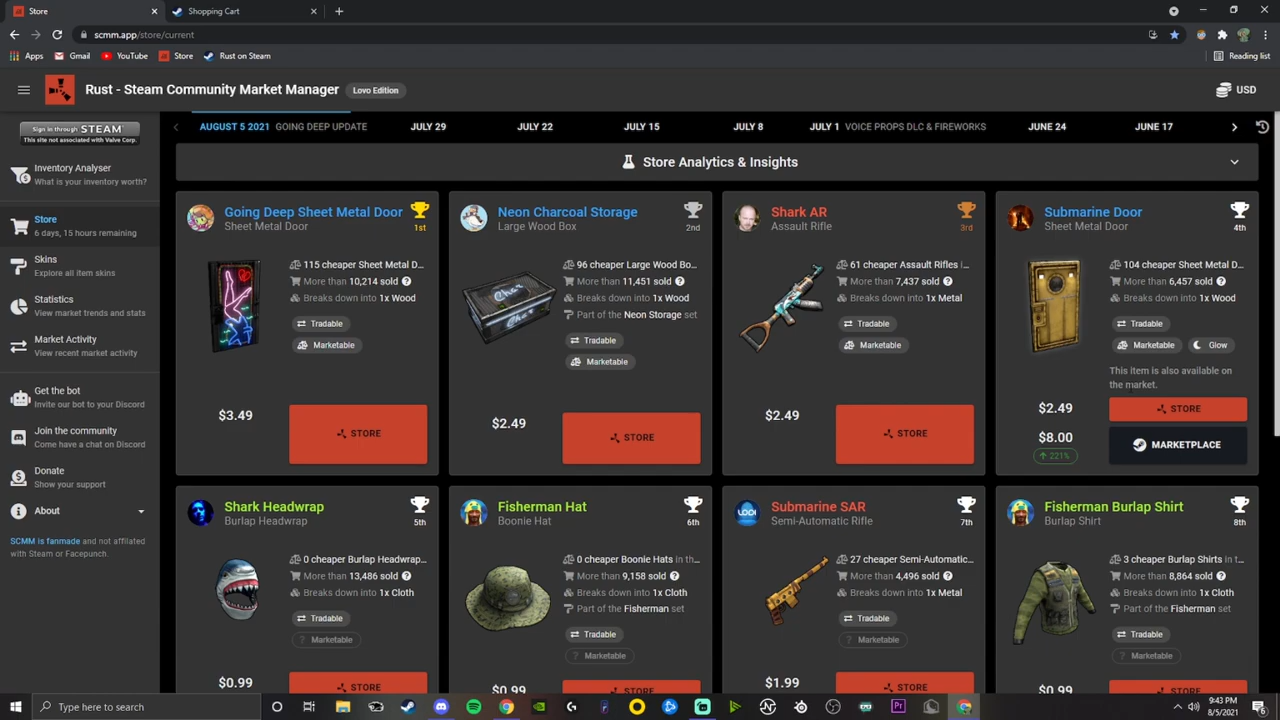 Store
Shopping Cart
scmm.app/store/current
Apps
Gmail
YouTube
Store
Rust on Steam
Reading list
Rust - Steam Community Market Manager
Lovo Edition
USD
Sign in through STEAM
This site not associated with Valve Corp.
Inventory Analyser
What is your inventory worth?
Store
6 days, 15 hours remaining
Skins
Explore all item skins
Statistics
View market trends and stats
Market Activity
View recent market activity
Get the bot
Invite our bot to your Discord
Join the community
Come have a chat on Discord
Donate
Show your support
About
SCMM is fanmade and not affiliated
with Steam or Facepunch
AUGUST 5 2021 GOING DEEP UPDATE
JULY 29
JULY 22
JULY 15
JULY 8
JULY 1 VOICE PROPS DLC & FIREWORKS
JUNE 24
JUNE 17
Store Analytics & Insights
Going Deep Sheet Metal Door
Sheet Metal Door
1st
115 cheaper Sheet Metal D...
More than 10,214 sold
Breaks down into 1x Wood
Tradable
Marketable
$3.49
STORE
Neon Charcoal Storage
Large Wood Box
2nd
96 cheaper Large Wood Bo...
More than 11,451 sold
Breaks down into 1x Wood
Part of the Neon Storage set
Tradable
Marketable
$2.49
STORE
Shark AR
Assault Rifle
3rd
61 cheaper Assault Rifles i...
More than 7,437 sold
Breaks down into 1x Metal
Tradable
Marketable
$2.49
STORE
Submarine Door
Sheet Metal Door
4th
104 cheaper Sheet Metal D...
More than 6,457 sold
Breaks down into 1x Wood
Tradable
Marketable
Glow
This item is also available on
the market.
$2.49
STORE
$8.00
221%
MARKETPLACE
Shark Headwrap
Burlap Headwrap
5th
0 cheaper Burlap Headwrap...
More than 13,486 sold
Breaks down into 1x Cloth
Tradable
Marketable
$0.99
STORE
Fisherman Hat
Boonie Hat
6th
0 cheaper Boonie Hats in th...
More than 9,158 sold
Breaks down into 1x Cloth
Part of the Fisherman set
Tradable
Marketable
$0.99
STORE
Submarine SAR
Semi-Automatic Rifle
7th
27 cheaper Semi-Automatic...
More than 4,496 sold
Breaks down into 1x Metal
Tradable
Marketable
$1.99
STORE
Fisherman Burlap Shirt
Burlap Shirt
8th
3 cheaper Burlap Shirts in t...
More than 8,864 sold
Breaks down into 1x Cloth
Part of the Fisherman set
Tradable
Marketable
$0.99
STORE
Type here to search
9:43 PM
8/5/2021